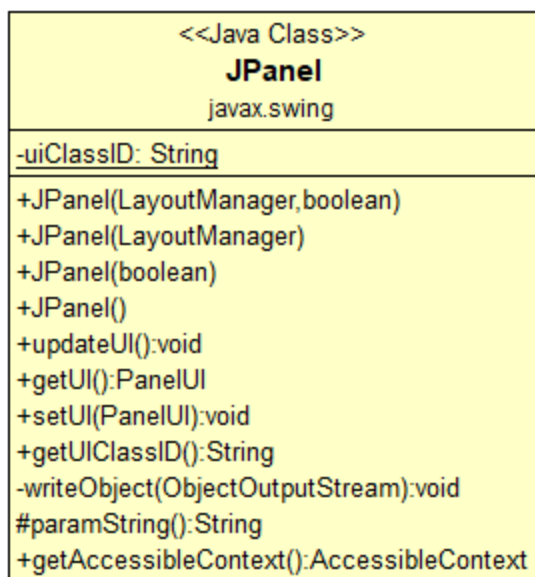 <<Java Class>>
JPanel
javax.swing
-uiClassID: String
+JPanel(LayoutManager,boolean)
+JPanel(LayoutManager)
+JPanel(boolean)
+JPanel()
+updateUI():void
+getUI():PanelUI
+setUI(PanelUI):void
+getUIClassID():String
-writeObject(ObjectOutputStream):void
#paramString():String
+getAccessibleContext():AccessibleContext